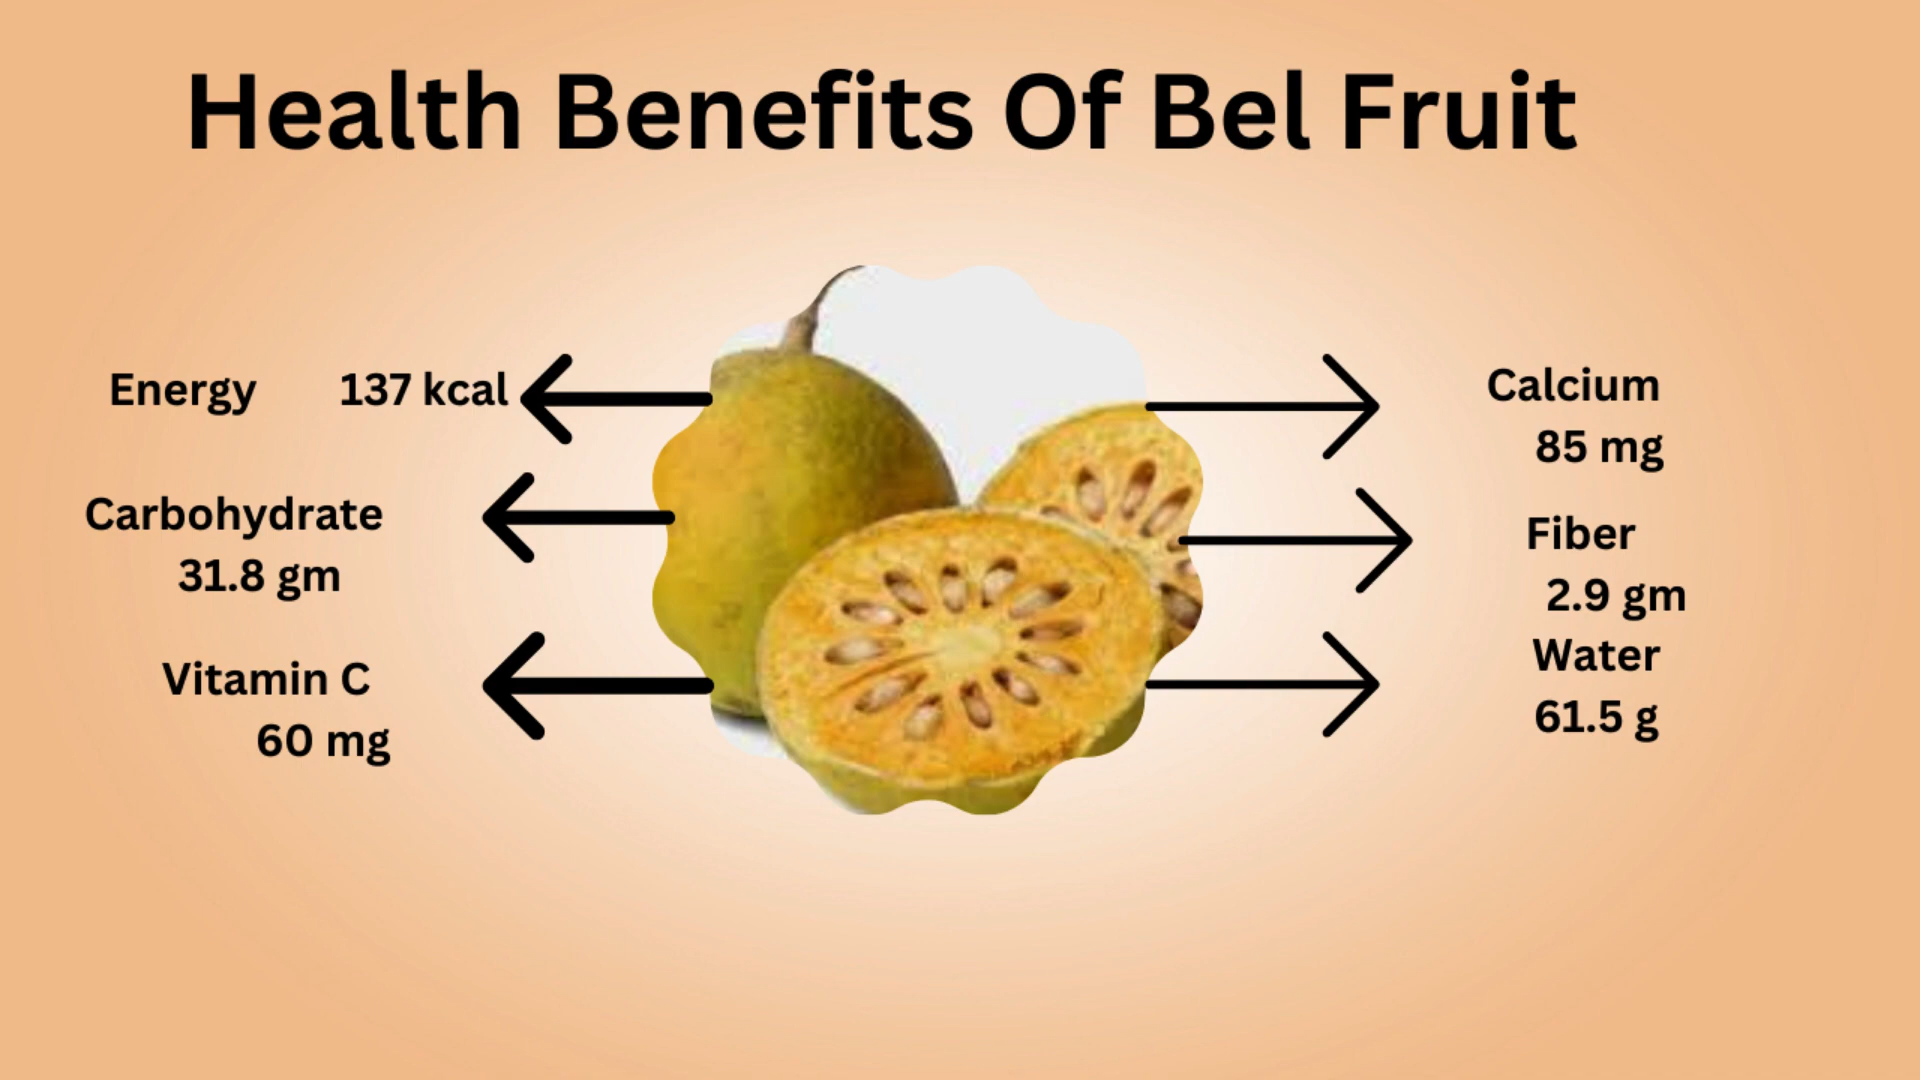 Health Benefits Of Bel Fruit
Energy 137 kcal
Carbohydrate
31.8 gm
Vitamin C
60 mg
Calcium
85 mg
Fiber
2.9 gm
Water
61.5 g